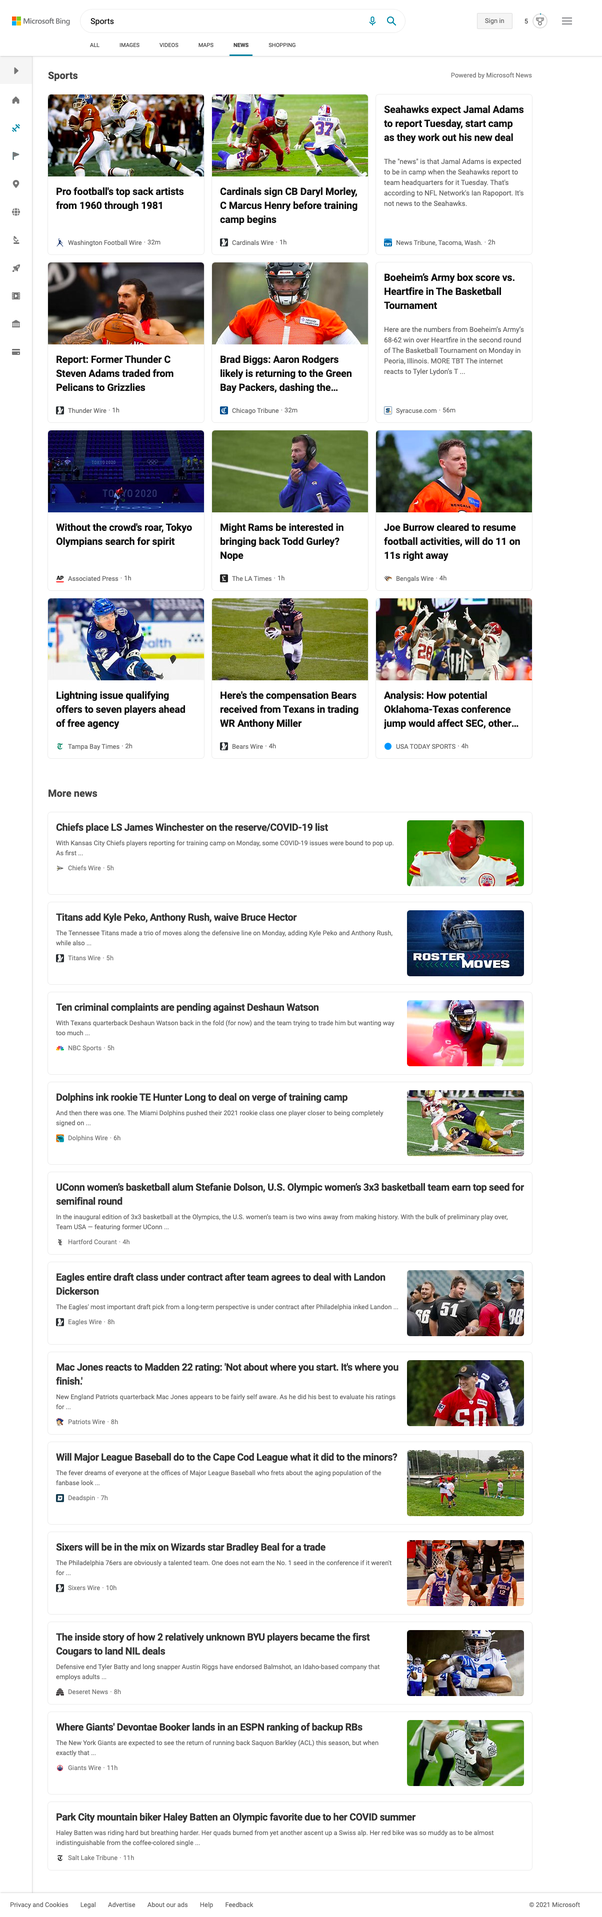 Microsoft Bing
Sports
Sign in
5
ALL
IMAGES
VIDEOS
MAPS
NEWS
SHOPPING
Sports
Powered by Microsoft News
Pro football's top sack artists
from 1960 through 1981
Washington Football Wire · 32m
Cardinals sign CB Daryl Morley,
C Marcus Henry before training
camp begins
Cardinals Wire · 1h
Seahawks expect Jamal Adams
to report Tuesday, start camp
as they work out his new deal
The "news" is that Jamal Adams is expected
to be in camp when the Seahawks report to
team headquarters for it Tuesday. That's
according to NFL Network's Ian Rapoport. It's
not news to the Seahawks.
News Tribune, Tacoma, Wash. · 2h
Report: Former Thunder C
Steven Adams traded from
Pelicans to Grizzlies
Thunder Wire · 1h
Brad Biggs: Aaron Rodgers
likely is returning to the Green
Bay Packers, dashing the...
Chicago Tribune · 32m
Boeheim's Army box score vs.
Heartfire in The Basketball
Tournament
Here are the numbers from Boeheim's Army's
68-62 win over Heartfire in the second round
of The Basketball Tournament on Monday in
Peoria, Illinois. MORE TBT The internet
reacts to Tyler Lydon's T ...
Syracuse.com · 56m
TOKYO 2020
Without the crowd's roar, Tokyo
Olympians search for spirit
AP
Associated Press · 1h
Might Rams be interested in
bringing back Todd Gurley?
Nope
The LA Times · 1h
Joe Burrow cleared to resume
football activities, will do 11 on
11s right away
Bengals Wire · 4h
Lightning issue qualifying
offers to seven players ahead
of free agency
Tampa Bay Times · 2h
Here's the compensation Bears
received from Texans in trading
WR Anthony Miller
Bears Wire · 4h
Analysis: How potential
Oklahoma-Texas conference
jump would affect SEC, other...
USA TODAY SPORTS · 4h
More news
Chiefs place LS James Winchester on the reserve/COVID-19 list
With Kansas City Chiefs players reporting for training camp on Monday, some COVID-19 issues were bound to pop up.
As first ...
Chiefs Wire · 5h
Titans add Kyle Peko, Anthony Rush, waive Bruce Hector
The Tennessee Titans made a trio of moves along the defensive line on Monday, adding Kyle Peko and Anthony Rush,
while also ...
Titans Wire · 5h
ROSTER
MOVES
Ten criminal complaints are pending against Deshaun Watson
With Texans quarterback Deshaun Watson back in the fold (for now) and the team trying to trade him but wanting way
too much ...
NBC Sports · 5h
Dolphins ink rookie TE Hunter Long to deal on verge of training camp
And then there was one. The Miami Dolphins pushed their 2021 rookie class one player closer to being completely
signed on ...
Dolphins Wire · 6h
UConn women's basketball alum Stefanie Dolson, U.S. Olympic women's 3x3 basketball team earn top seed for
semifinal round
In the inaugural edition of 3x3 basketball at the Olympics, the U.S. women's team is two wins away from making history. With the bulk of preliminary play over,
Team USA — featuring former UConn ...
Hartford Courant · 4h
Eagles entire draft class under contract after team agrees to deal with Landon
Dickerson
The Eagles' most important draft pick from a long-term perspective is under contract after Philadelphia inked Landon ...
Eagles Wire · 8h
Mac Jones reacts to Madden 22 rating: 'Not about where you start. It's where you
finish.'
New England Patriots quarterback Mac Jones appears to be fairly self aware. As he did his best to evaluate his ratings
for ...
Patriots Wire · 8h
Will Major League Baseball do to the Cape Cod League what it did to the minors?
The fever dreams of everyone at the offices of Major League Baseball who frets about the aging population of the
fanbase look ...
Deadspin · 7h
Sixers will be in the mix on Wizards star Bradley Beal for a trade
The Philadelphia 76ers are obviously a talented team. One does not earn the No. 1 seed in the conference if it weren't
for ...
Sixers Wire · 10h
The inside story of how 2 relatively unknown BYU players became the first
Cougars to land NIL deals
Defensive end Tyler Batty and long snapper Austin Riggs have endorsed Balmshot, an Idaho-based company that
employs adults ...
Deseret News · 8h
Where Giants' Devontae Booker lands in an ESPN ranking of backup RBs
The New York Giants are expected to see the return of running back Saquon Barkley (ACL) this season, but when
exactly that ...
Giants Wire · 11h
Park City mountain biker Haley Batten an Olympic favorite due to her COVID summer
Haley Batten was riding hard but breathing harder. Her quads burned from yet another ascent up a Swiss alp. Her red bike was so muddy as to be almost
indistinguishable from the coffee-colored single ...
Salt Lake Tribune · 11h
Privacy and Cookies
Legal
Advertise
About our ads
Help
Feedback
© 2021 Microsoft